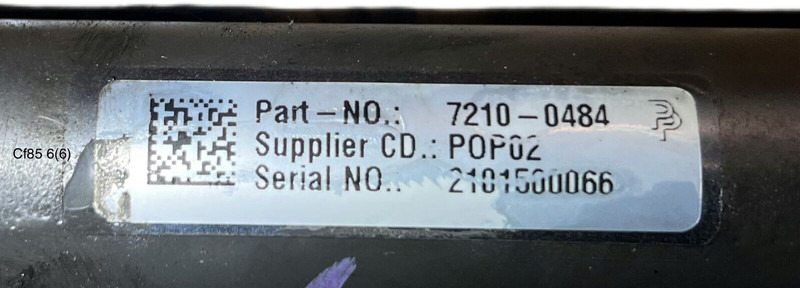 Cf85 6(6)
Part-NO.: 7210-0484
Supplier CD.: POP02
Serial NO.: 2101500066